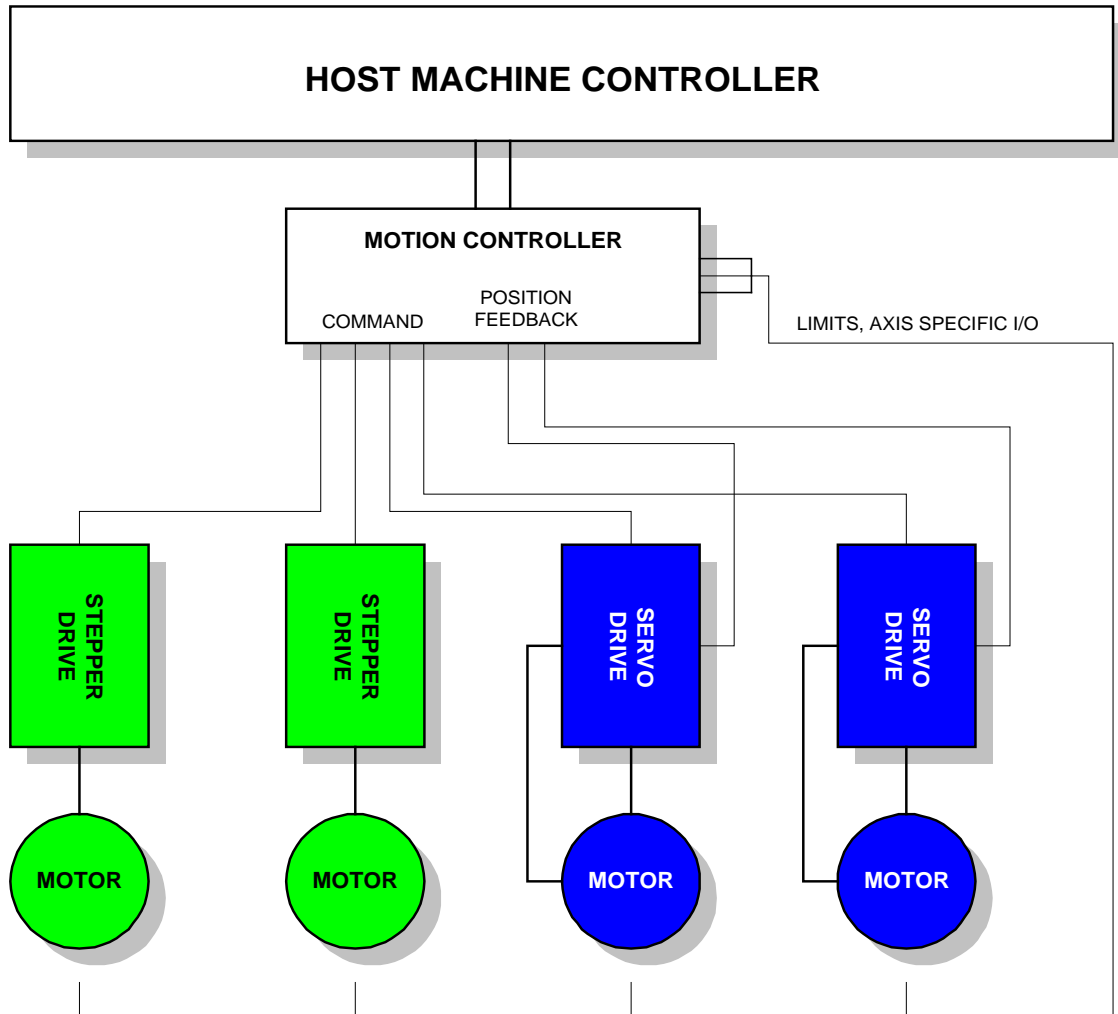 HOST MACHINE CONTROLLER
MOTION CONTROLLER
COMMAND
POSITION
FEEDBACK
LIMITS, AXIS SPECIFIC I/O
STEPPER
DRIVE
STEPPER
DRIVE
SERVO
DRIVE
SERVO
DRIVE
MOTOR
MOTOR
MOTOR
MOTOR